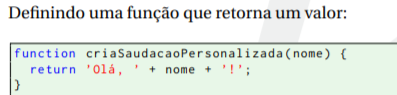 Definindo uma função que retorna um valor:
function criaSaudacaoPersonalizada(nome) {
  return 'Olá, ' + nome + '!';
}